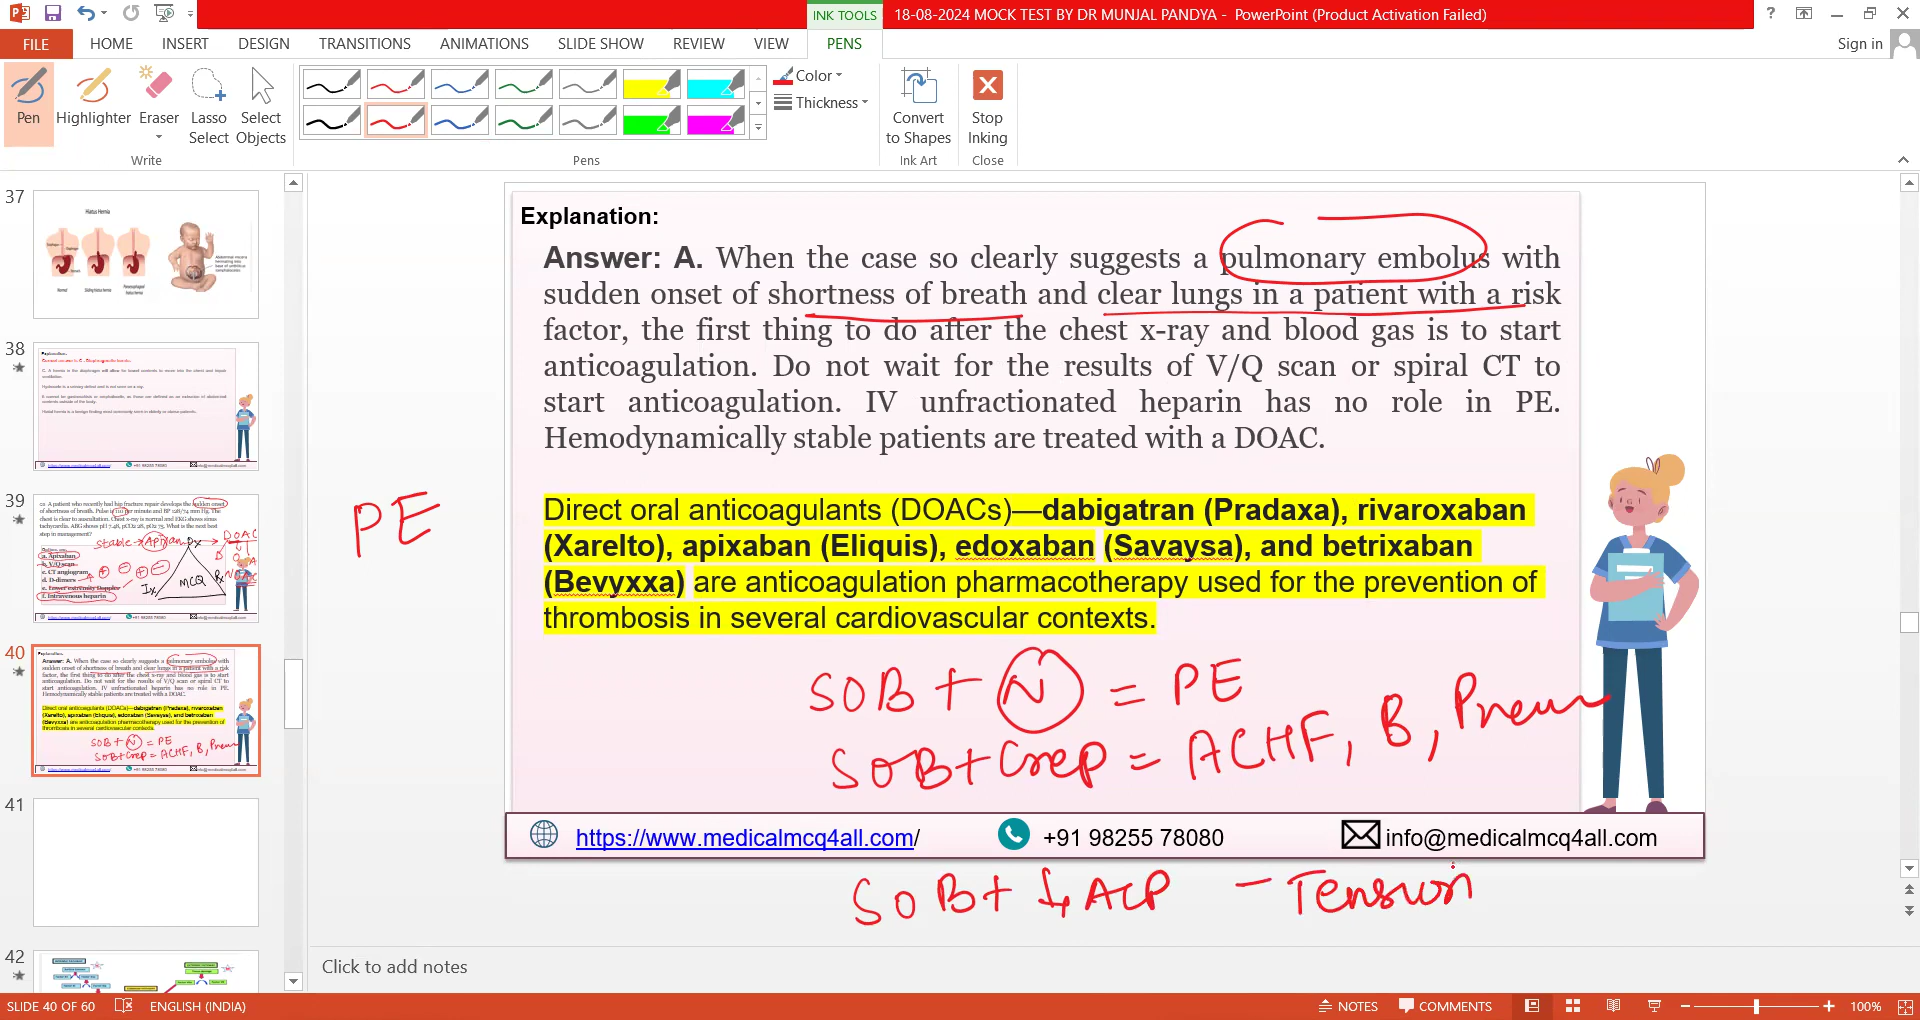 INK TOOLS
18-08-2024 MOCK TEST BY DR MUNJAL PANDYA - PowerPoint (Product Activation Failed)
FILE HOME INSERT DESIGN TRANSITIONS ANIMATIONS SLIDE SHOW REVIEW VIEW PENS
Sign in
Pen Highlighter Eraser Lasso Select Select Objects
Color
Thickness
Convert to Shapes
Stop Inking
Write Pens Ink Art Close
37
Hiatus Hernia
38
39
stable → Apixan
DOAC
MCQ
40
41
42
Explanation:
Answer: A. When the case so clearly suggests a pulmonary embolus with
sudden onset of shortness of breath and clear lungs in a patient with a risk
factor, the first thing to do after the chest x-ray and blood gas is to start
anticoagulation. Do not wait for the results of V/Q scan or spiral CT to
start anticoagulation. IV unfractionated heparin has no role in PE.
Hemodynamically stable patients are treated with a DOAC.
PE
Direct oral anticoagulants (DOACs)—dabigatran (Pradaxa), rivaroxaban
(Xarelto), apixaban (Eliquis), edoxaban (Savaysa), and betrixaban
(Bevyxxa) are anticoagulation pharmacotherapy used for the prevention of
thrombosis in several cardiovascular contexts.
SOB + N = PE
SOB + Crep = ACHF, B, Pneum
https://www.medicalmcq4all.com/ +91 98255 78080 info@medicalmcq4all.com
SOB + ↓ ACP - Tension
Click to add notes
SLIDE 40 OF 60 ENGLISH (INDIA) NOTES COMMENTS 100%